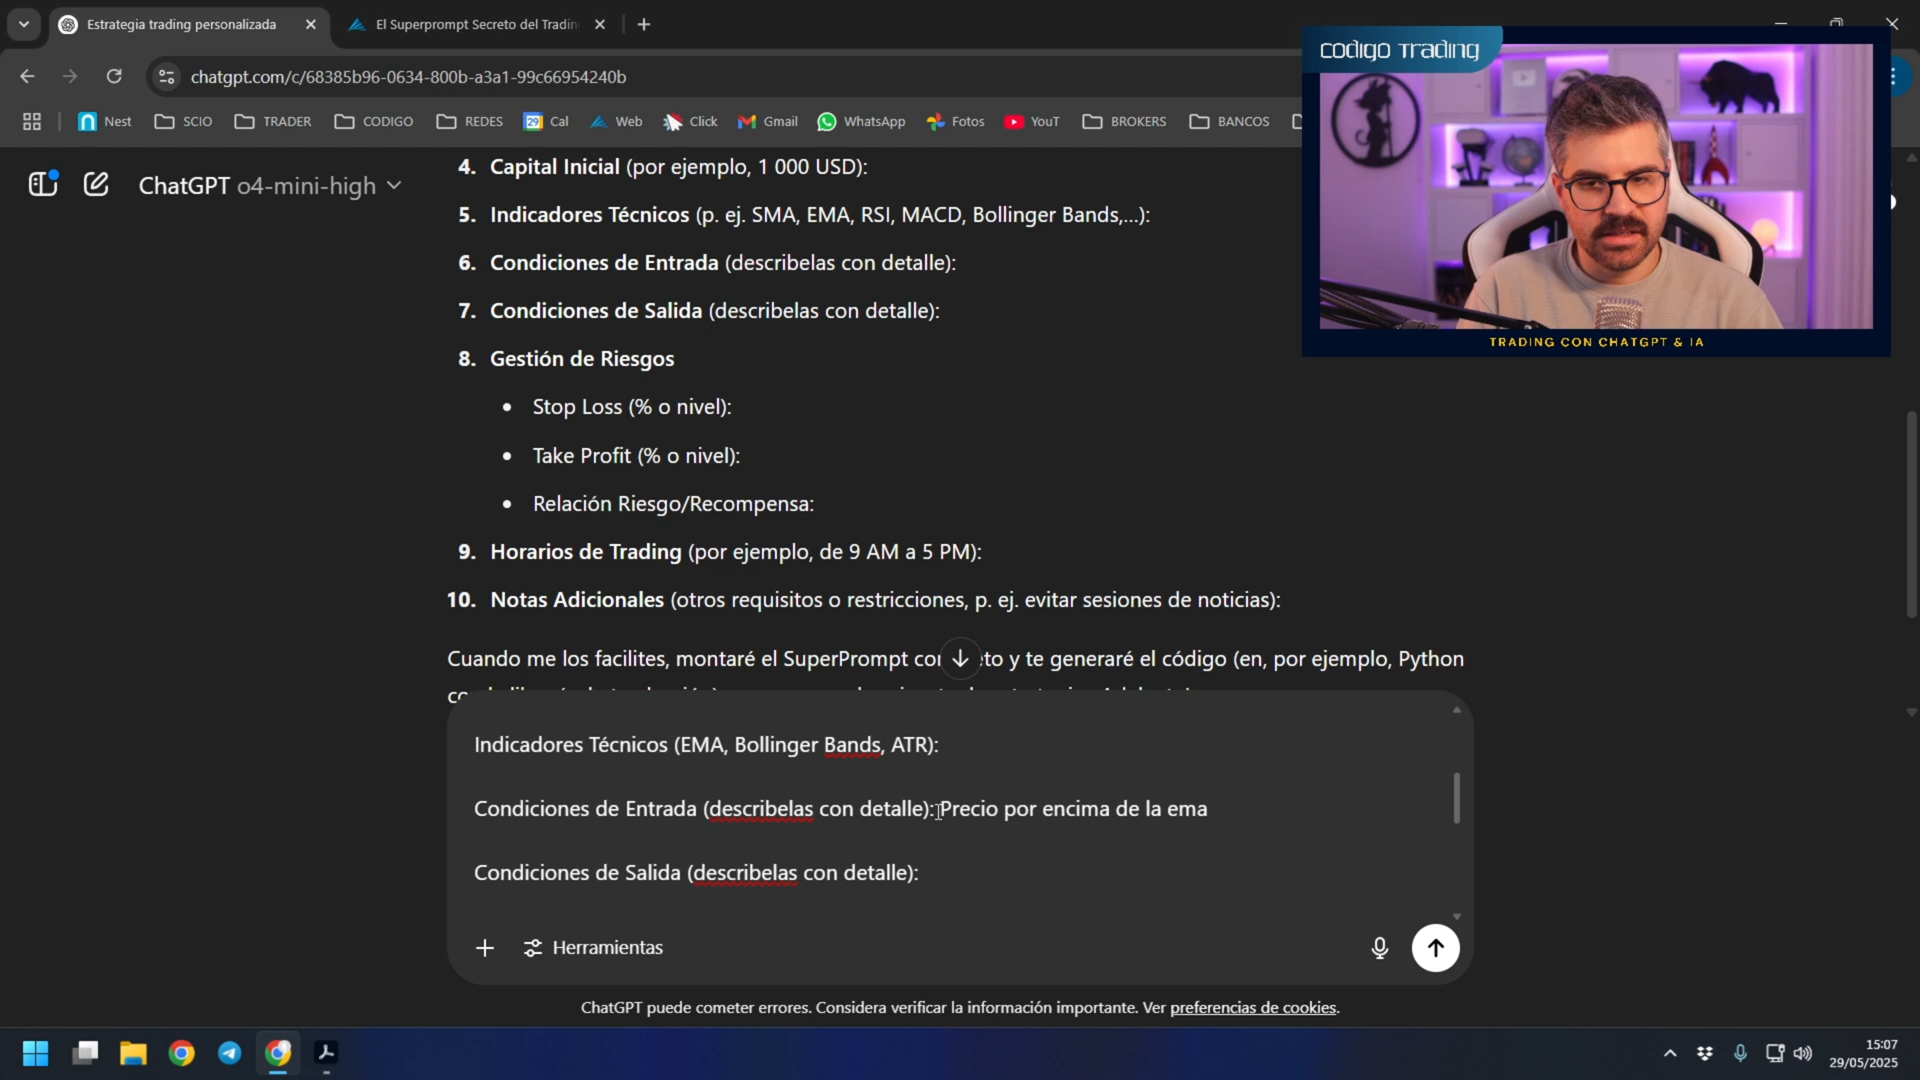 Estrategia trading personalizada
El Superprompt Secreto del Tradin
chatgpt.com/c/68385b96-0634-800b-a3a1-99c66954240b
Nest
SCIO
TRADER
CODIGO
REDES
Cal
Web
Click
Gmail
WhatsApp
Fotos
YouT
BROKERS
BANCOS
codigo Trading
TRADING CON CHATGPT & IA
ChatGPT o4-mini-high
4. Capital Inicial (por ejemplo, 1 000 USD):
5. Indicadores Técnicos (p. ej. SMA, EMA, RSI, MACD, Bollinger Bands,...):
6. Condiciones de Entrada (describelas con detalle):
7. Condiciones de Salida (describelas con detalle):
8. Gestión de Riesgos
• Stop Loss (% o nivel):
• Take Profit (% o nivel):
• Relación Riesgo/Recompensa:
9. Horarios de Trading (por ejemplo, de 9 AM a 5 PM):
10. Notas Adicionales (otros requisitos o restricciones, p. ej. evitar sesiones de noticias):
Cuando me los facilites, montaré el SuperPrompt y te generaré el código (en, por ejemplo, Python
Indicadores Técnicos (EMA, Bollinger Bands, ATR):
Condiciones de Entrada (describelas con detalle): Precio por encima de la ema
Condiciones de Salida (describelas con detalle):
Herramientas
ChatGPT puede cometer errores. Considera verificar la información importante. Ver preferencias de cookies.
15:07
29/05/2025